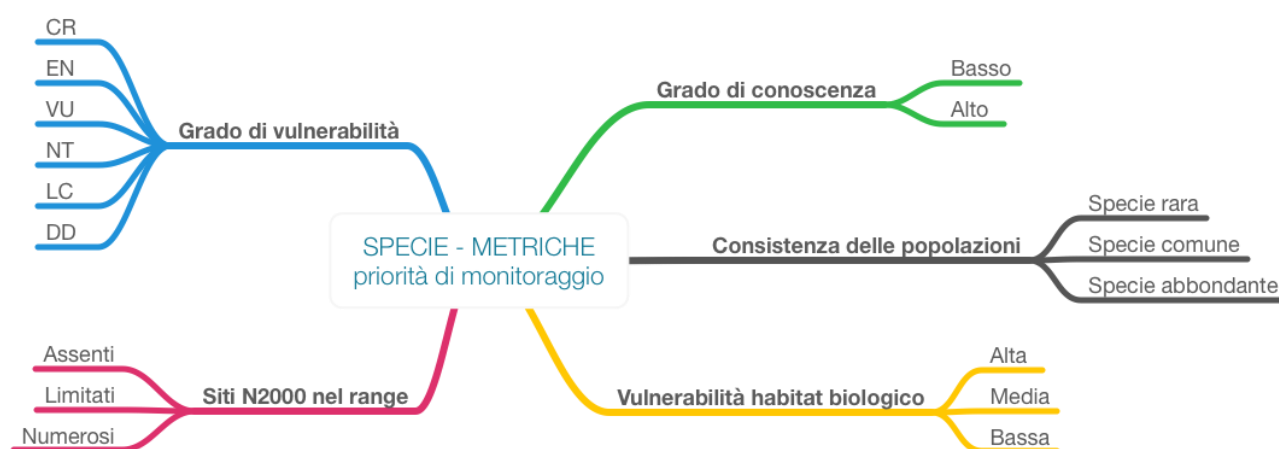 CR
EN
VU
NT
LC
DD
Grado di vulnerabilità
Grado di conoscenza
Basso
Alto
SPECIE - METRICHE
priorità di monitoraggio
Consistenza delle popolazioni
Specie rara
Specie comune
Specie abbondante
Assenti
Limitati
Numerosi
Siti N2000 nel range
Vulnerabilità habitat biologico
Alta
Media
Bassa